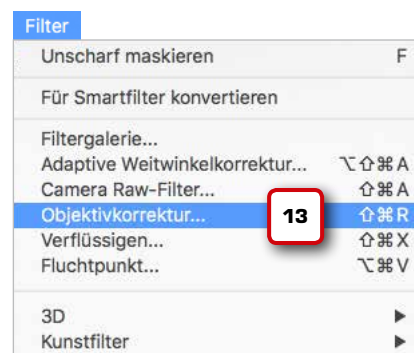 Filter
Unscharf maskieren F
Für Smartfilter konvertieren
Filtergalerie...
Adaptive Weitwinkelkorrektur... ⌥⇧⌘A
Camera Raw-Filter... ⇧⌘A
Objektivkorrektur... 13 ⇧⌘R
Verflüssigen... ⇧⌘X
Fluchtpunkt... ⌥⌘V
3D ▶
Kunstfilter ▶